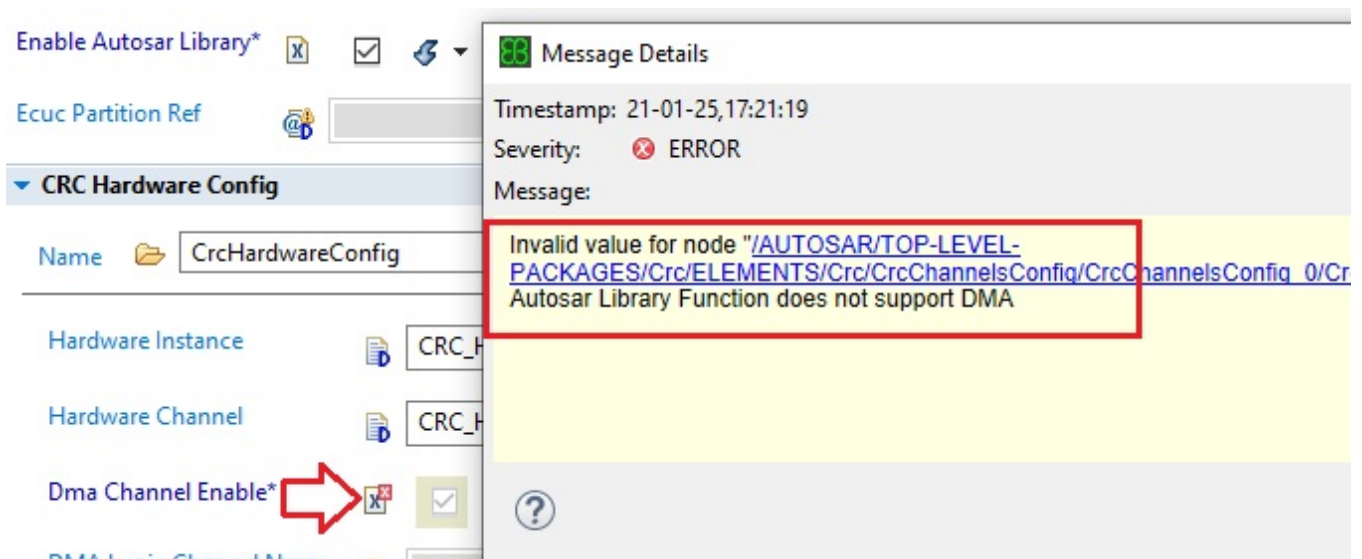 Enable Autosar Library*
Ecuc Partition Ref
CRC Hardware Config
Name
CrcHardwareConfig
Hardware Instance
CRC_H
Hardware Channel
CRC_H
Dma Channel Enable*
Message Details
Timestamp: 21-01-25,17:21:19
Severity: ERROR
Message:
Invalid value for node "/AUTOSAR/TOP-LEVEL-
PACKAGES/Crc/ELEMENTS/Crc/CrcChannelsConfig/CrcChannelsConfig_0/Cr
Autosar Library Function does not support DMA